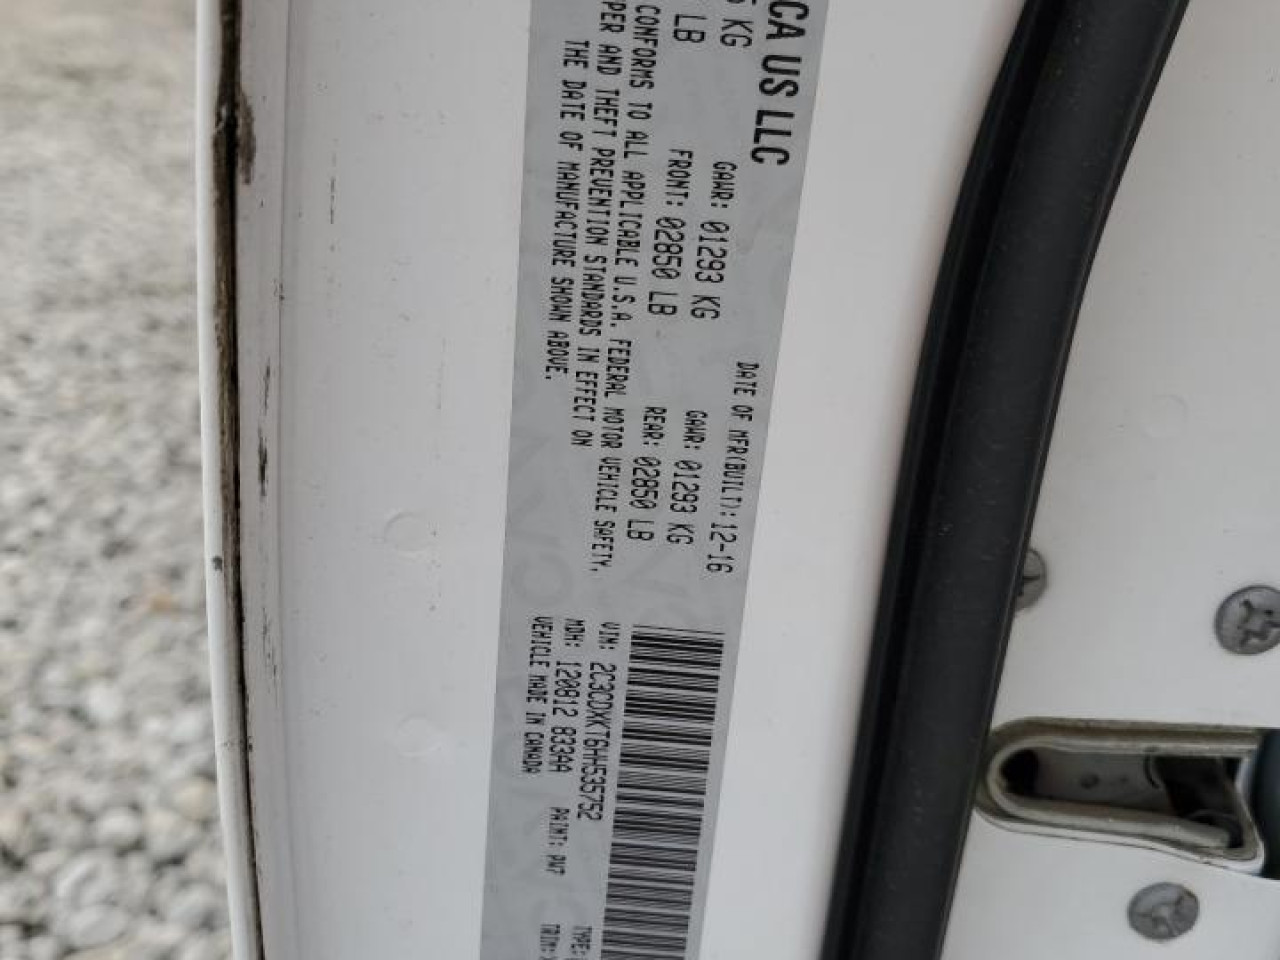 CA US LLC
DATE OF MFR(BUILT): 12-16
KG GAWR: 01293 KG GAWR: 01293 KG
LB FRONT: 02850 LB REAR: 02850 LB
CONFORMS TO ALL APPLICABLE U.S.A. FEDERAL MOTOR VEHICLE SAFETY,
PER AND THEFT PREVENTION STANDARDS IN EFFECT ON
THE DATE OF MANUFACTURE SHOWN ABOVE.
VIN: 2C3CDXKT6HH535752 TYPE:
MDH: 120812 833AA PAINT: PW7 TRIM:
VEHICLE MADE IN CANADA